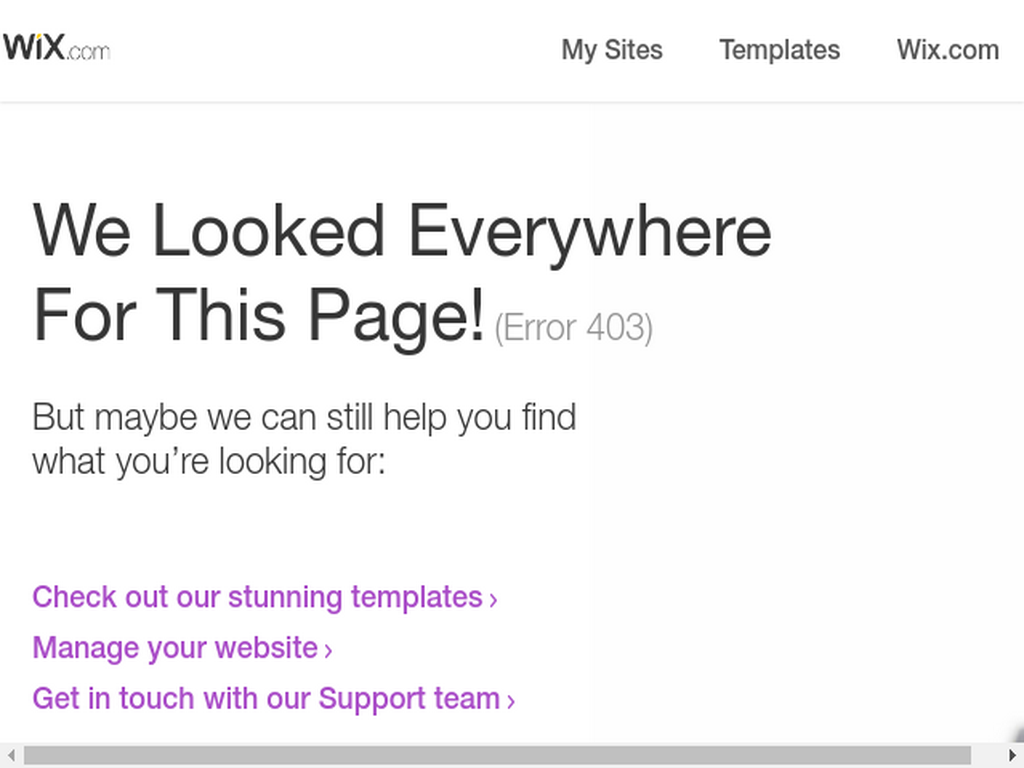 WiX.com
My Sites
Templates
Wix.com
We Looked Everywhere
For This Page! (Error 403)
But maybe we can still help you find
what you’re looking for:
Check out our stunning templates ›
Manage your website ›
Get in touch with our Support team ›